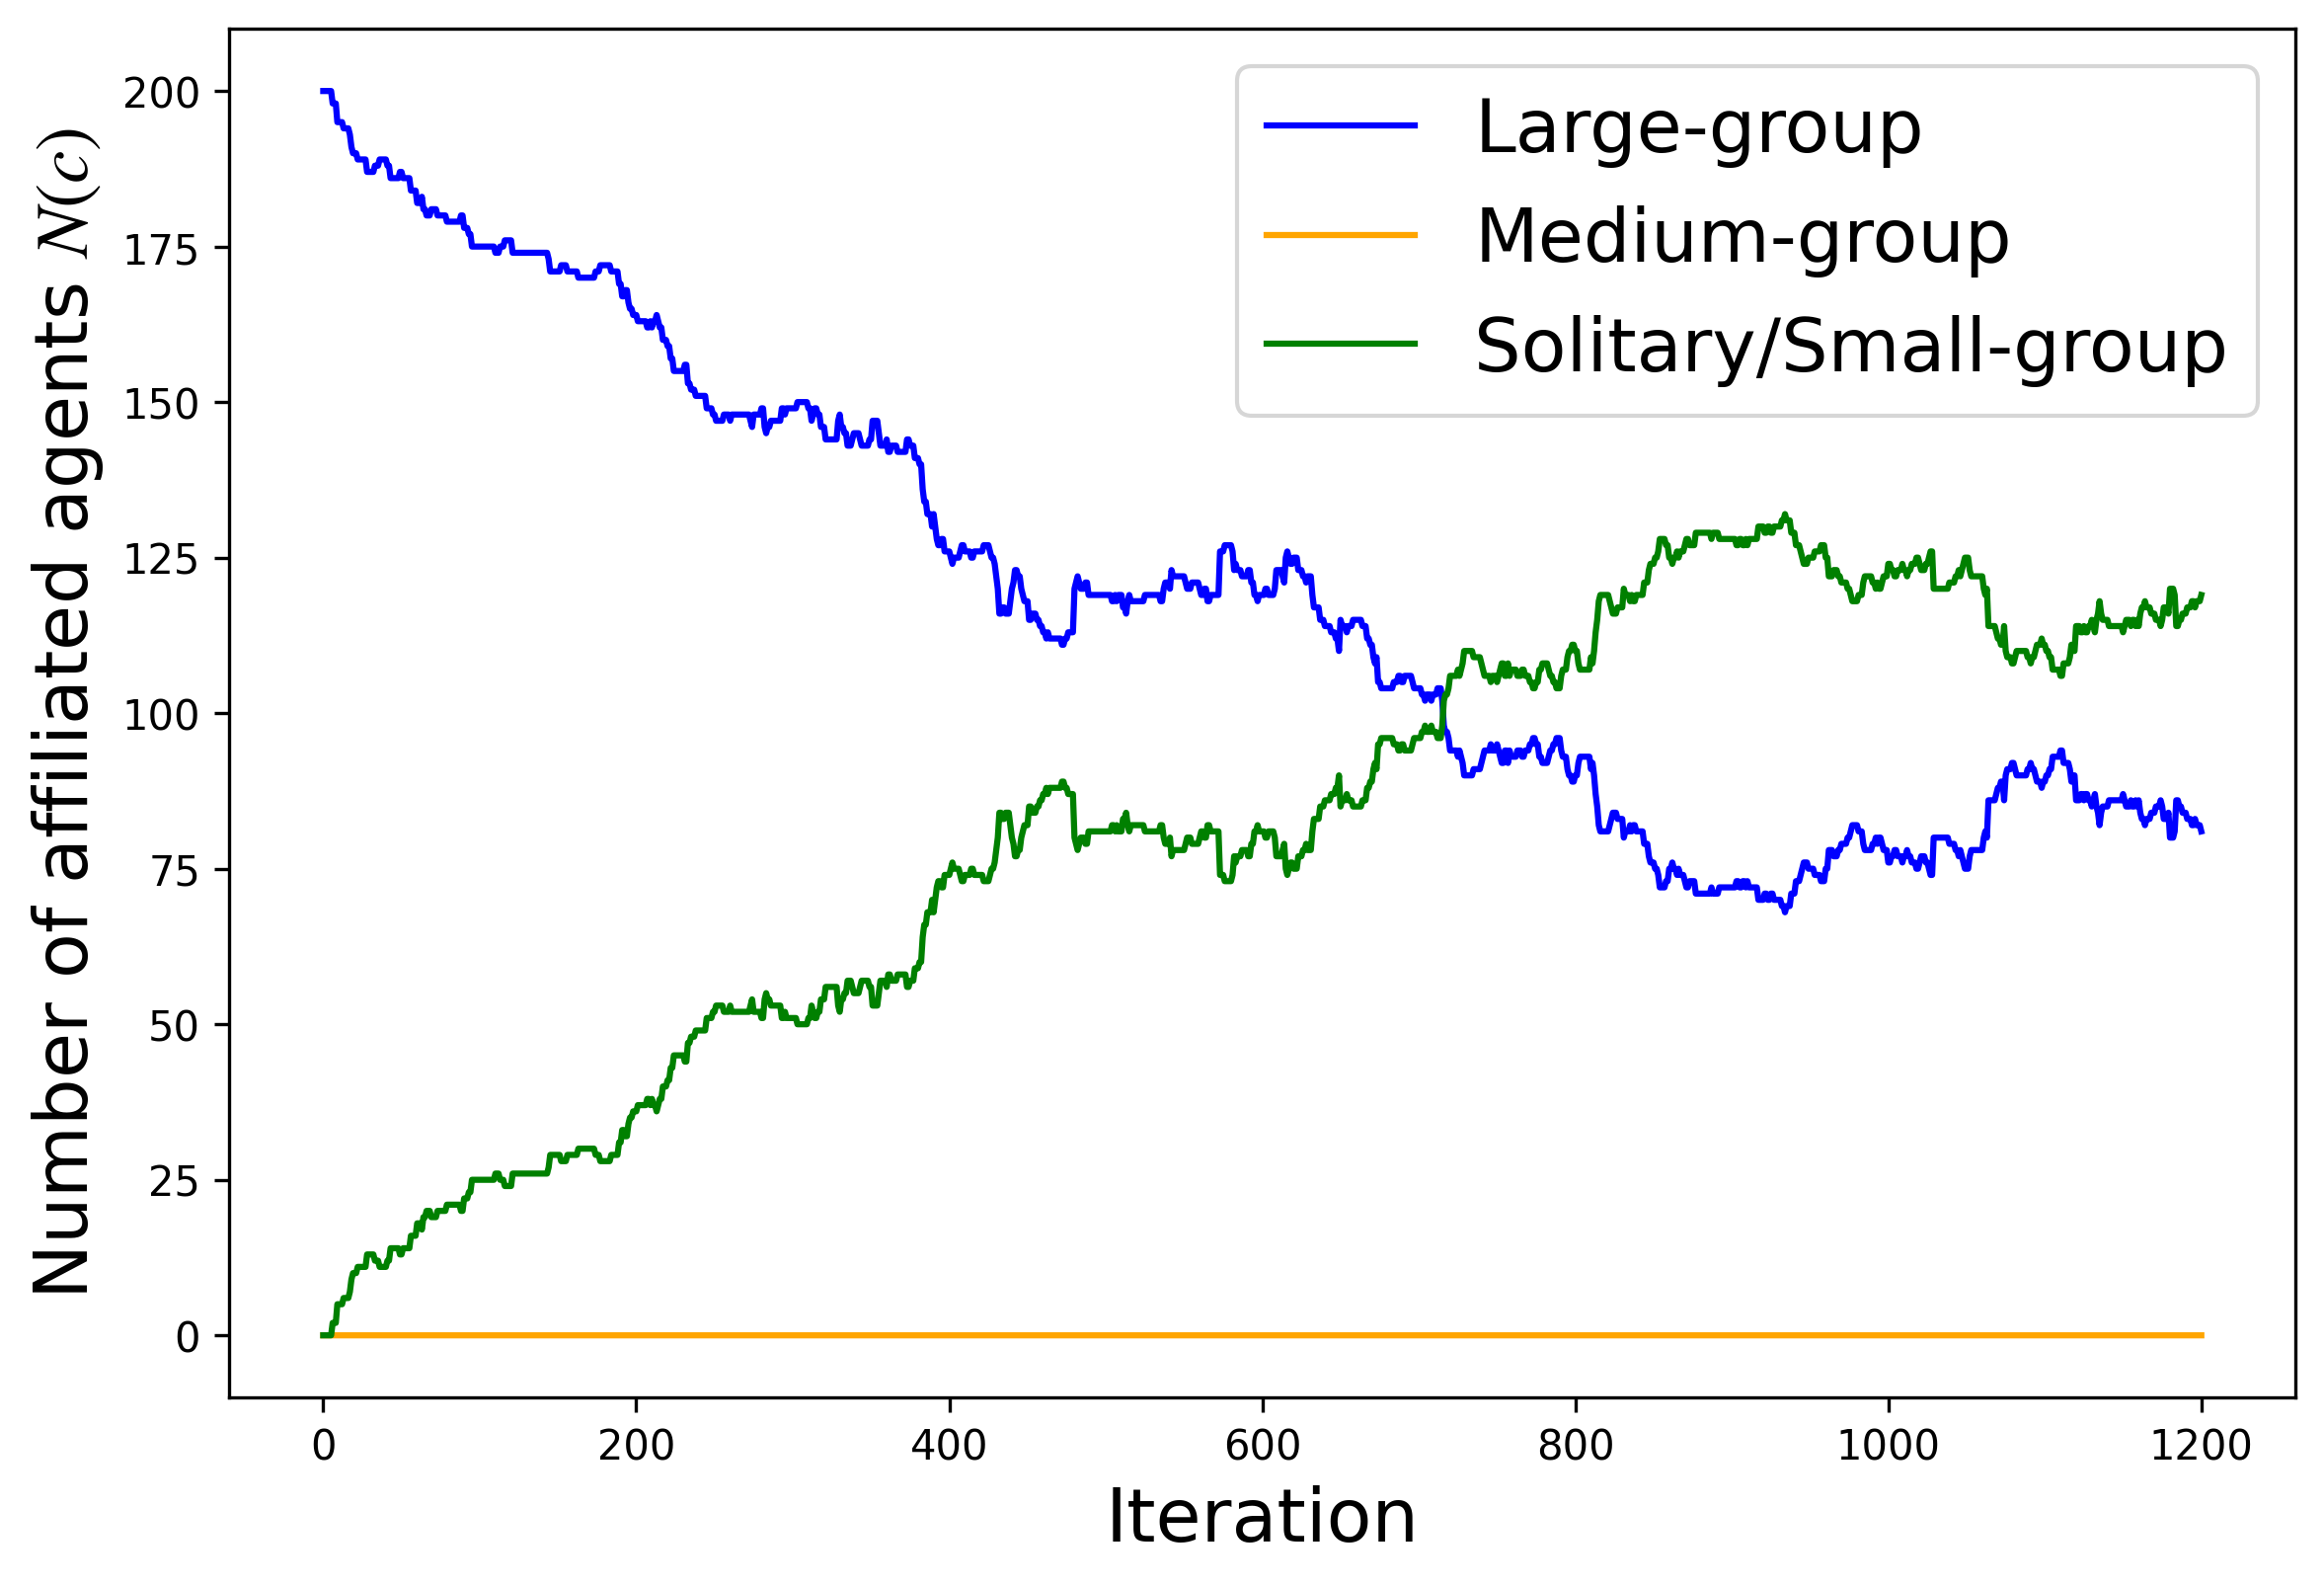 Number of affiliated agents N(c)
200
175
150
125
100
75
50
25
0
Large-group
Medium-group
Solitary/Small-group
0 200 400 600 800 1000 1200
Iteration